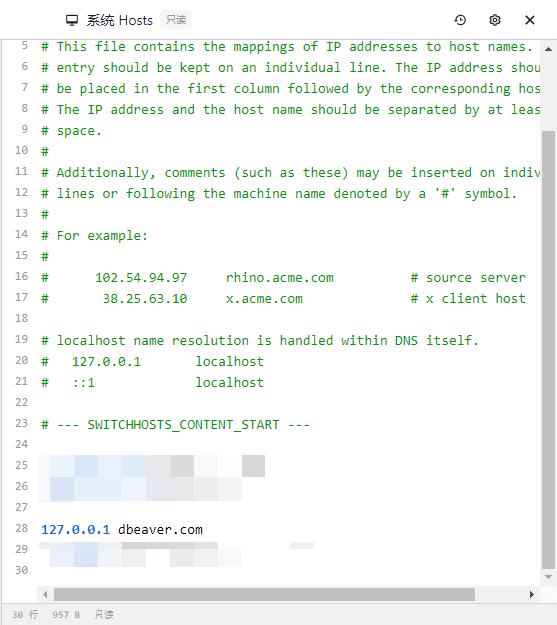 系统 Hosts 只读
5 # This file contains the mappings of IP addresses to host names.
6 # entry should be kept on an individual line. The IP address shou
7 # be placed in the first column followed by the corresponding hos
8 # The IP address and the host name should be separated by at leas
9 # space.
10 #
11 # Additionally, comments (such as these) may be inserted on indiv
12 # lines or following the machine name denoted by a '#' symbol.
13 #
14 # For example:
15 #
16 # 102.54.94.97 rhino.acme.com # source server
17 # 38.25.63.10 x.acme.com # x client host
18
19 # localhost name resolution is handled within DNS itself.
20 # 127.0.0.1 localhost
21 # ::1 localhost
22
23 # --- SWITCHHOSTS_CONTENT_START ---
24
25
26
27
28 127.0.0.1 dbeaver.com
29
30
30 行 957 B 只读